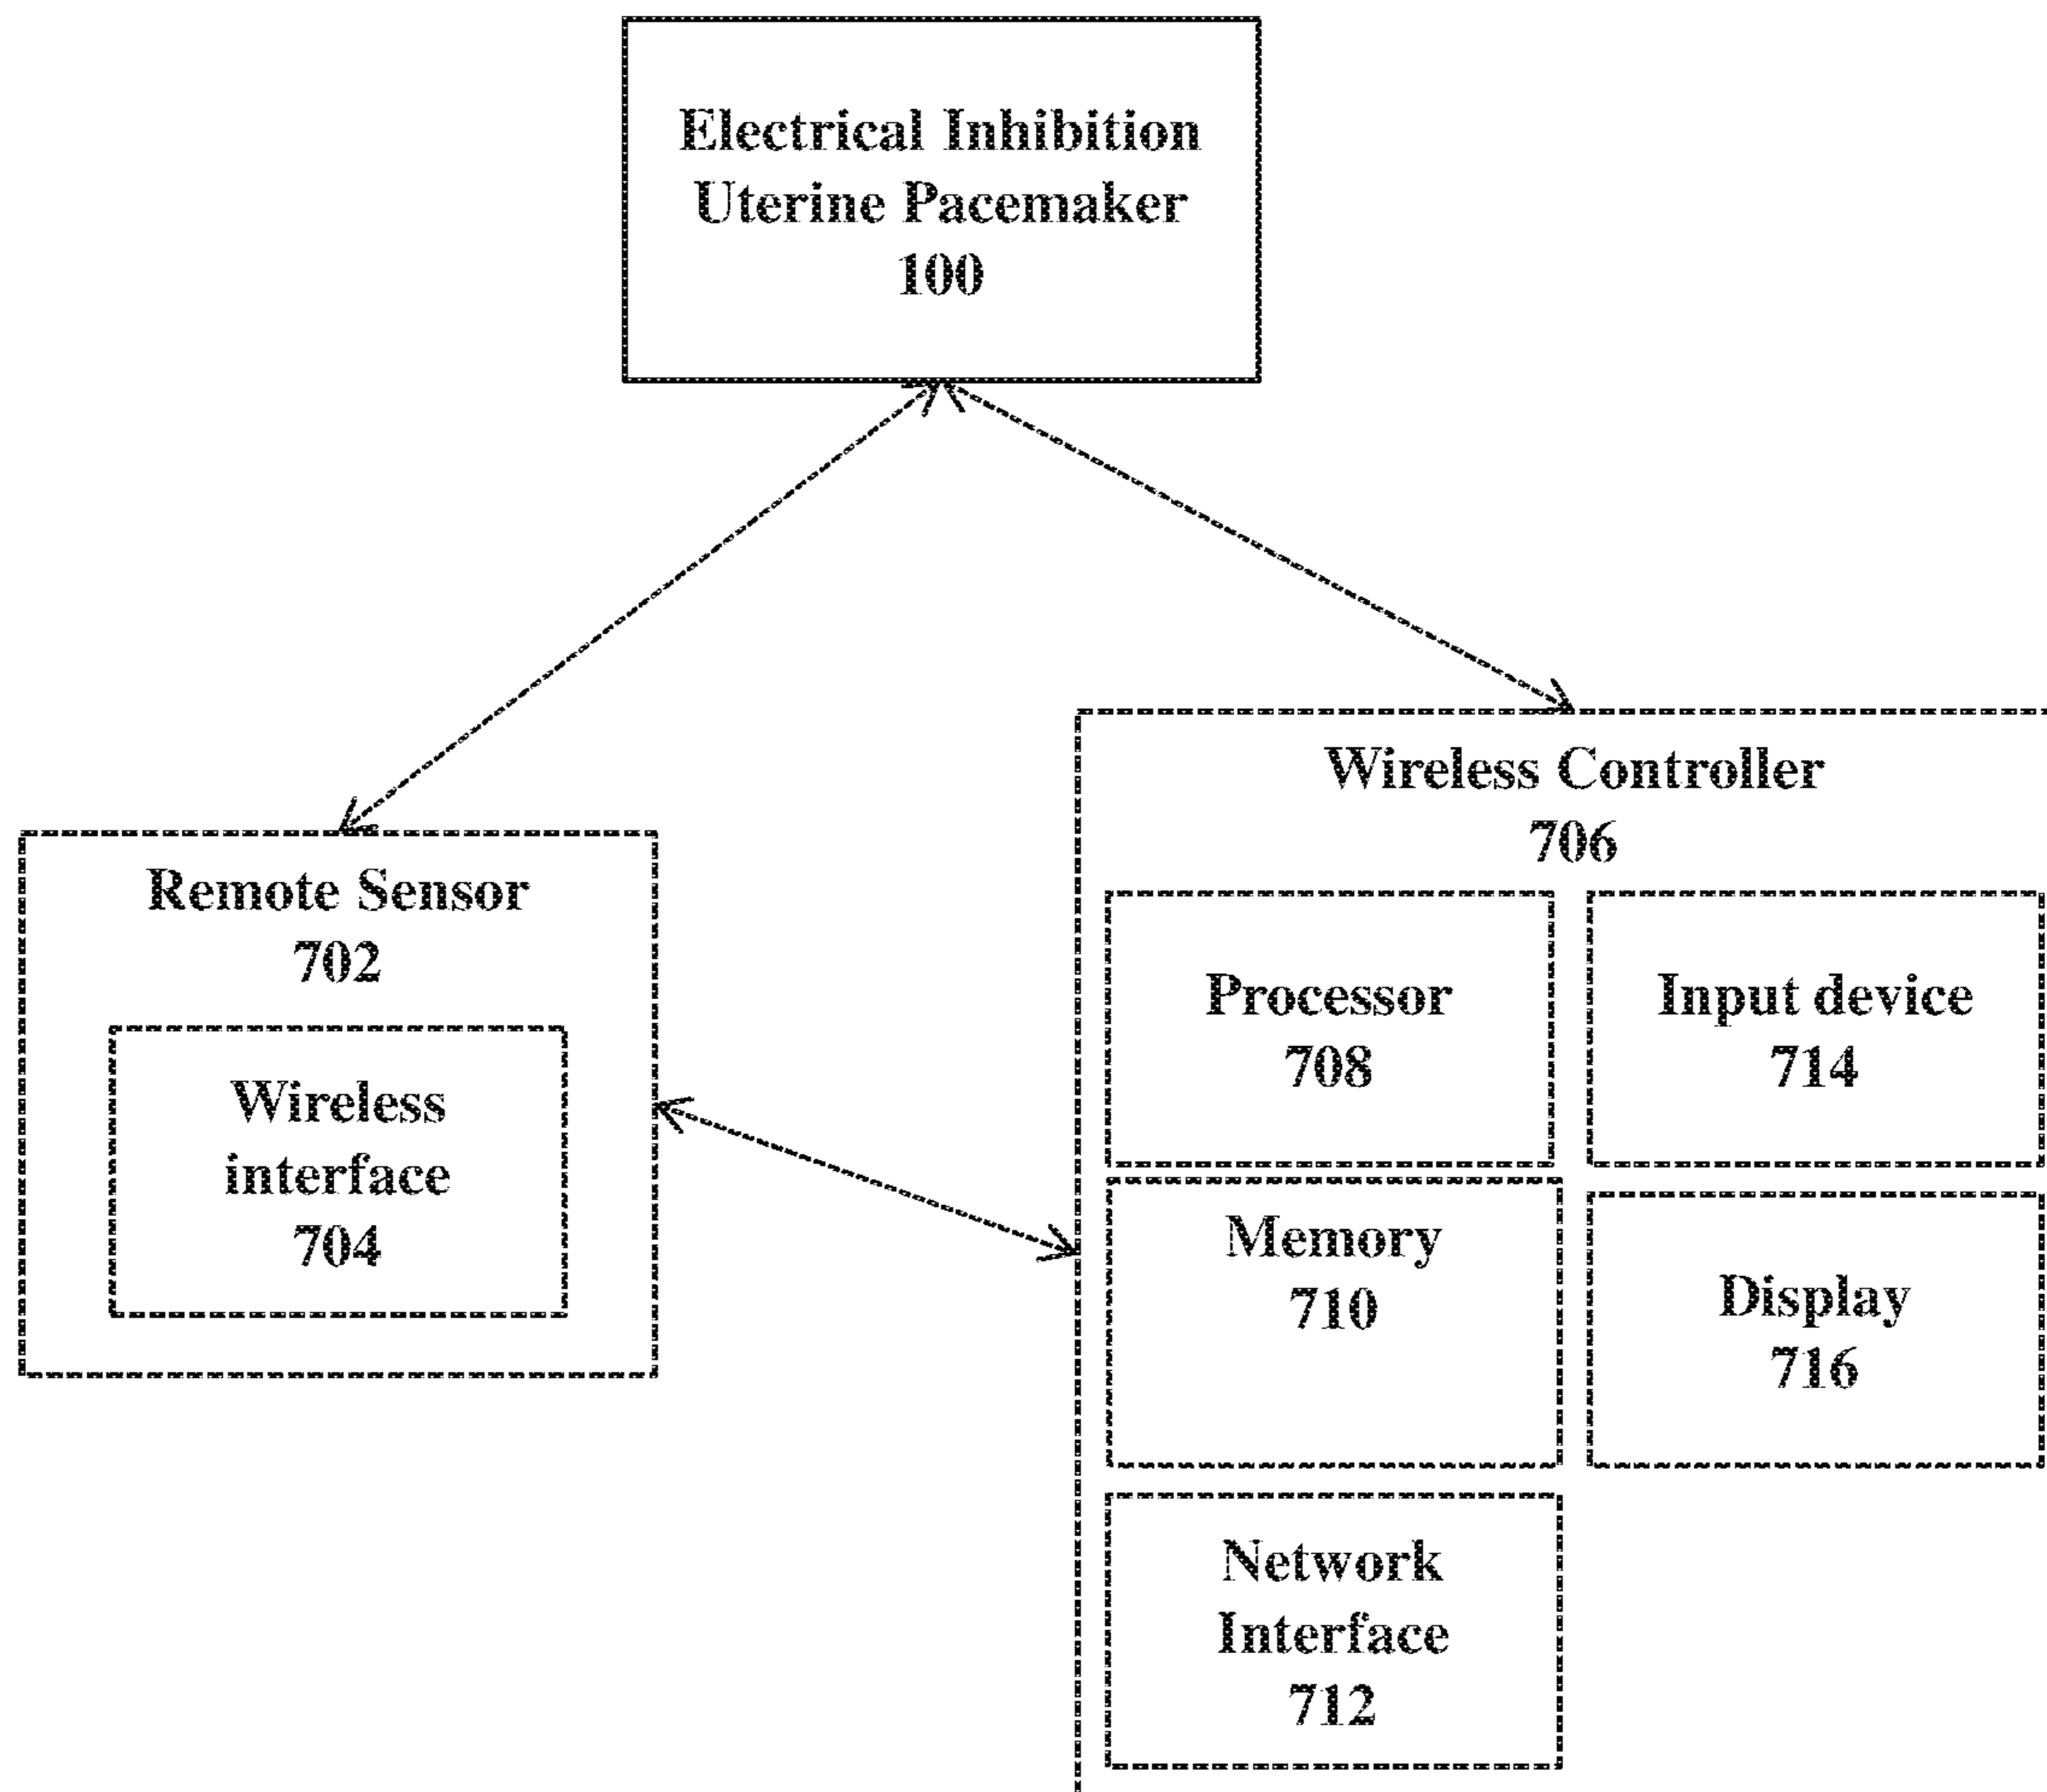 Electrical Inhibition
Uterine Pacemaker
100
Remote Sensor
702
Wireless
interface
704
Wireless Controller
706
Processor
708
Input device
714
Memory
710
Display
716
Network
Interface
712